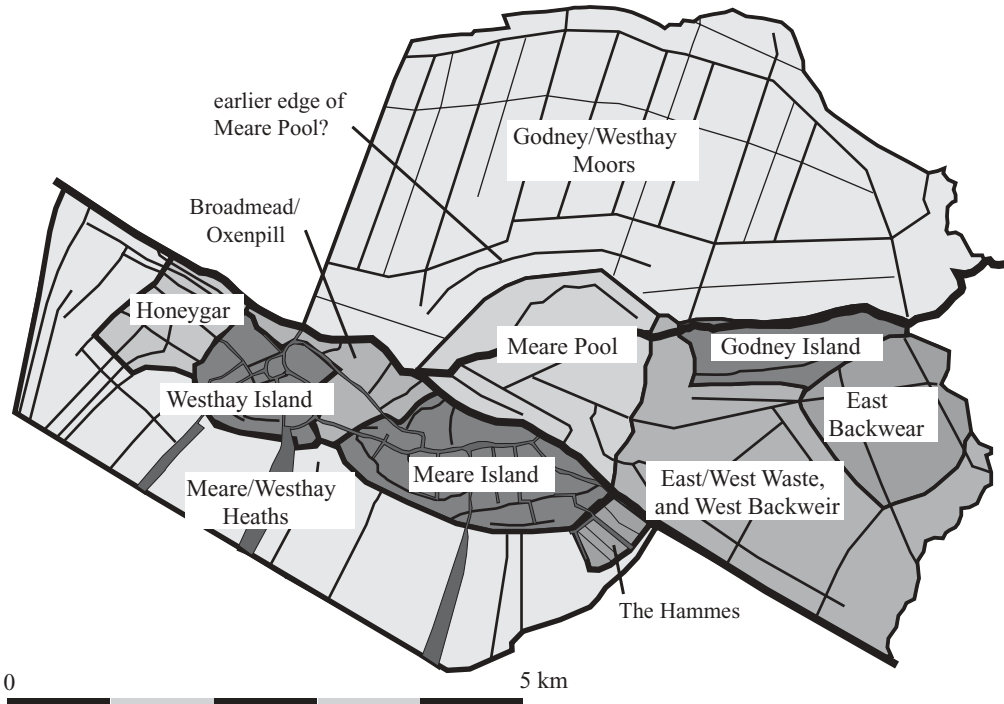 earlier edge of
Meare Pool?
Godney/Westhay
Moors
Broadmead/
Oxenpill
Honeygar
Meare Pool
Godney Island
Westhay Island
East
Backwear
Meare Island
East/West Waste,
and West Backweir
Meare/Westhay
Heaths
The Hammes
0
5 km